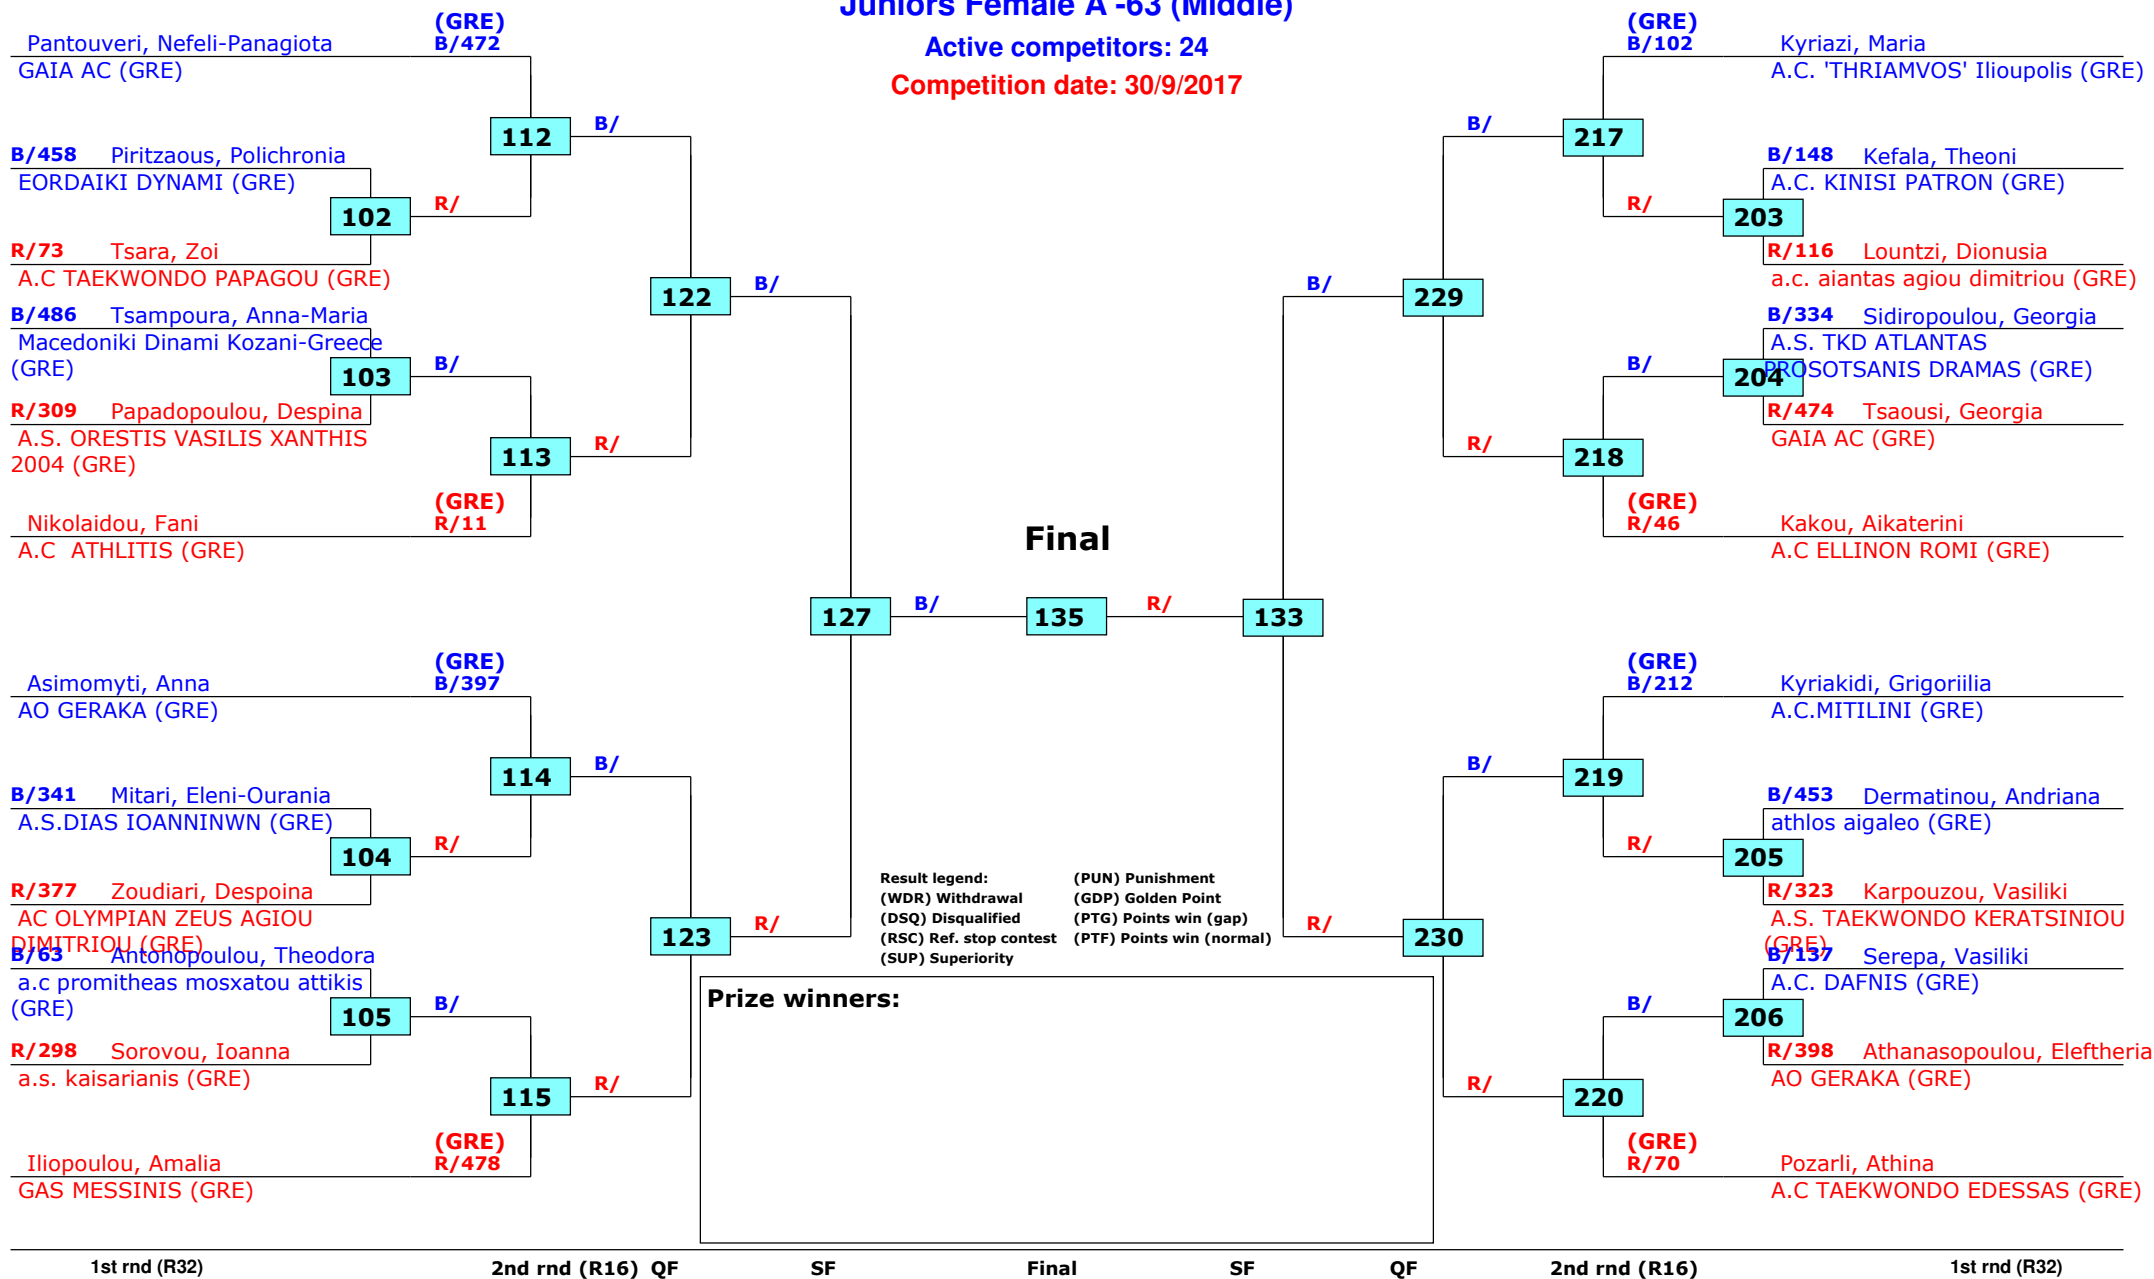 Juniors Female A -63 (Middle)
Active competitors: 24
Competition date: 30/9/2017
(GRE)
Pantouveri, Nefeli-Panagiota B/472
GAIA AC (GRE)
112
B/
B/458 Piritzaous, Polichronia
EORDAIKI DYNAMI (GRE)
102
R/
R/73 Tsara, Zoi
A.C TAEKWONDO PAPAGOU (GRE)
122
B/
B/486 Tsampoura, Anna-Maria
Macedoniki Dinami Kozani-Greece
(GRE)
103
B/
R/309 Papadopoulou, Despina
A.S. ORESTIS VASILIS XANTHIS
2004 (GRE)
113
R/
(GRE)
Nikolaidou, Fani R/11
A.C ATHLITIS (GRE)
127
B/
(GRE)
Asimomyti, Anna B/397
AO GERAKA (GRE)
114
B/
B/341 Mitari, Eleni-Ourania
A.S.DIAS IOANNINWN (GRE)
104
R/
R/377 Zoudiari, Despoina
AC OLYMPIAN ZEUS AGIOU
DIMITRIOU (GRE)
123
R/
B/63 Antonopoulou, Theodora
a.c promitheas mosxatou attikis
(GRE)
105
B/
R/298 Sorovou, Ioanna
a.s. kaisarianis (GRE)
115
R/
(GRE)
Iliopoulou, Amalia R/478
GAS MESSINIS (GRE)
Final
135
R/
133
(GRE)
B/102 Kyriazi, Maria
A.C. 'THRIAMVOS' Ilioupolis (GRE)
B/
217
B/148 Kefala, Theoni
A.C. KINISI PATRON (GRE)
R/
203
R/116 Lountzi, Dionusia
a.c. aiantas agiou dimitriou (GRE)
B/
229
B/334 Sidiropoulou, Georgia
A.S. TKD ATLANTAS
PROSOTSANIS DRAMAS (GRE)
B/
204
R/474 Tsaousi, Georgia
GAIA AC (GRE)
R/
218
(GRE)
R/46 Kakou, Aikaterini
A.C ELLINON ROMI (GRE)
(GRE)
B/212 Kyriakidi, Grigoriilia
A.C.MITILINI (GRE)
B/
219
B/453 Dermatinou, Andriana
athlos aigaleo (GRE)
R/
205
R/323 Karpouzou, Vasiliki
A.S. TAEKWONDO KERATSINIOU
(GRE)
R/
230
B/137 Serepa, Vasiliki
A.C. DAFNIS (GRE)
B/
206
R/398 Athanasopoulou, Eleftheria
AO GERAKA (GRE)
R/
220
(GRE)
R/70 Pozarli, Athina
A.C TAEKWONDO EDESSAS (GRE)
Result legend: (PUN) Punishment
(WDR) Withdrawal (GDP) Golden Point
(DSQ) Disqualified (PTG) Points win (gap)
(RSC) Ref. stop contest (PTF) Points win (normal)
(SUP) Superiority
Prize winners:
1st rnd (R32) 2nd rnd (R16) QF SF Final SF QF 2nd rnd (R16) 1st rnd (R32)